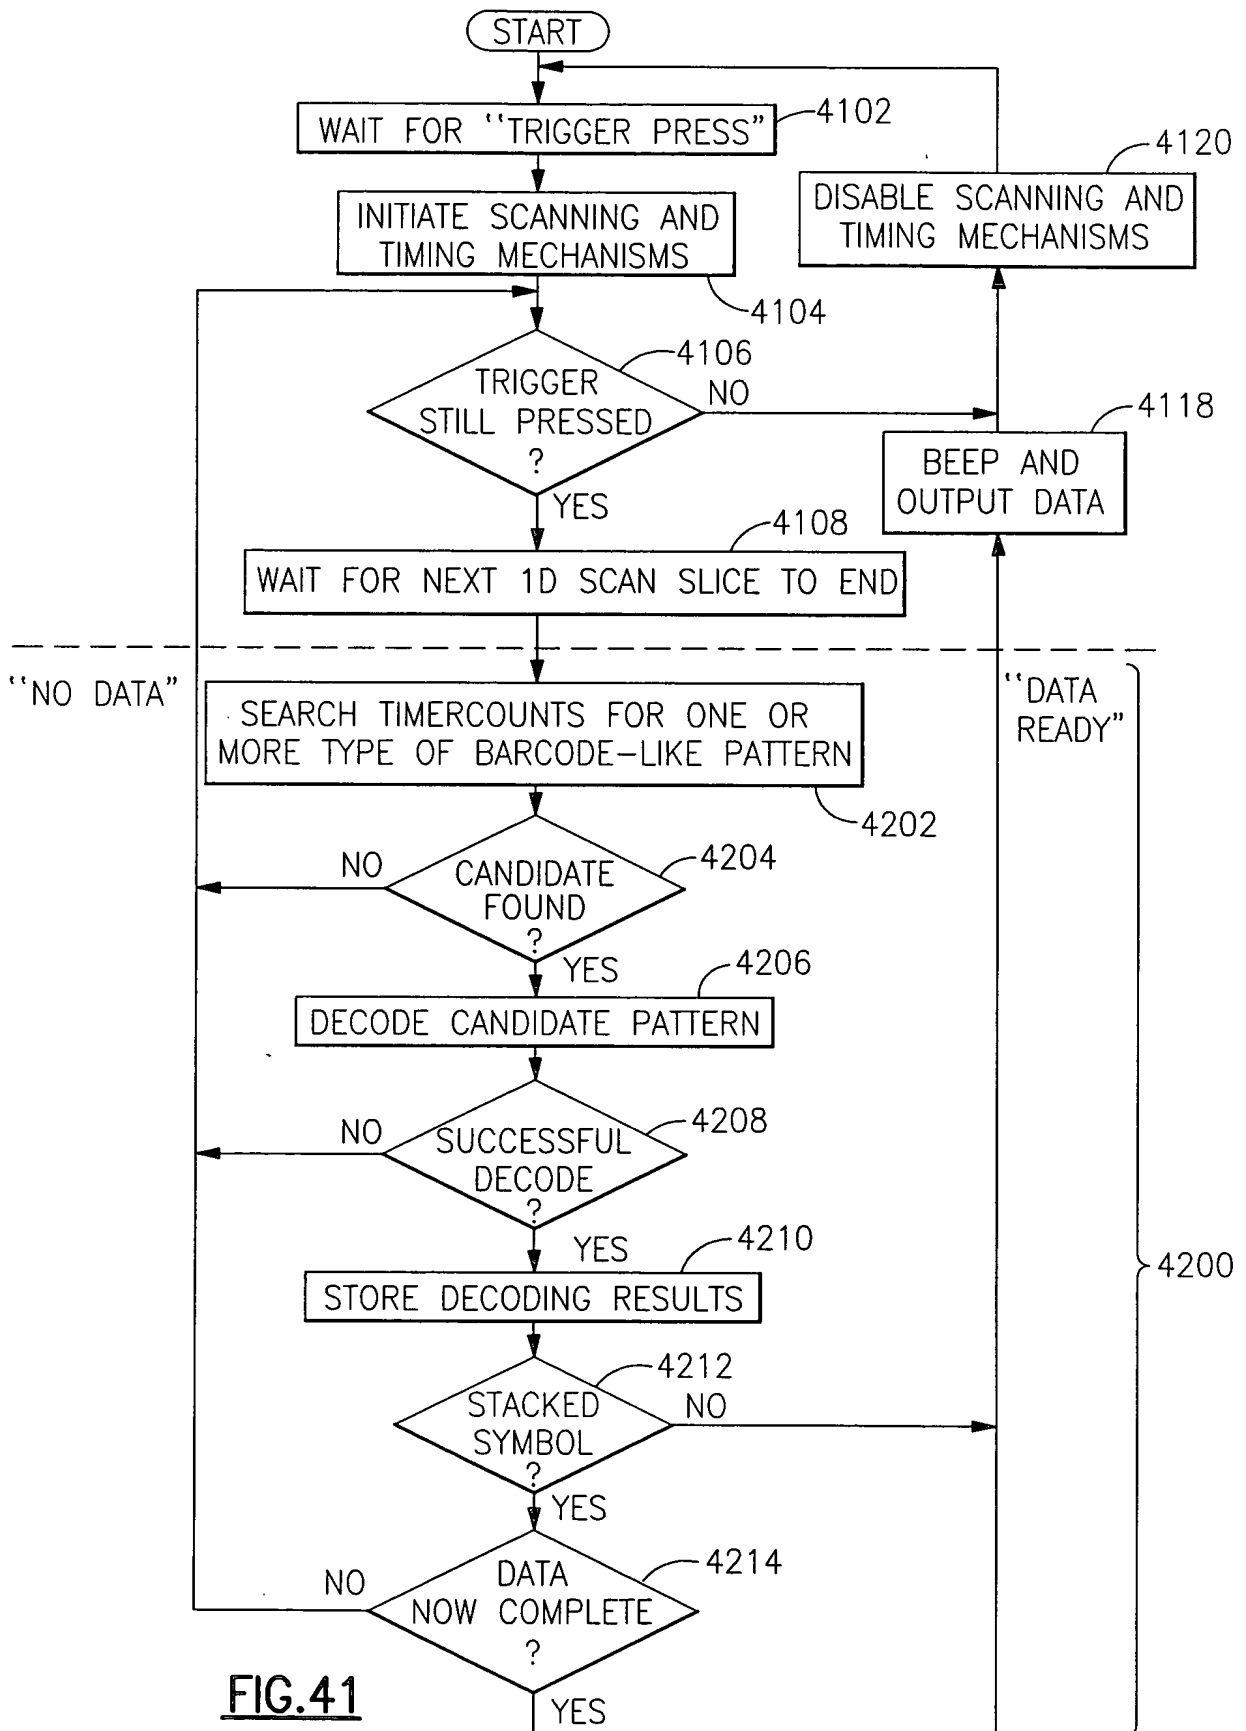 START
WAIT FOR "TRIGGER PRESS"
4102
INITIATE SCANNING AND
TIMING MECHANISMS
4104
DISABLE SCANNING AND
TIMING MECHANISMS
4120
TRIGGER
STILL PRESSED
?
4106
NO
YES
BEEP AND
OUTPUT DATA
4118
WAIT FOR NEXT 1D SCAN SLICE TO END
4108
"NO DATA"
"DATA
READY"
SEARCH TIMERCOUNTS FOR ONE OR
MORE TYPE OF BARCODE-LIKE PATTERN
4202
CANDIDATE
FOUND
?
4204
NO
YES
DECODE CANDIDATE PATTERN
4206
SUCCESSFUL
DECODE
?
4208
NO
YES
STORE DECODING RESULTS
4210
4200
STACKED
SYMBOL
?
4212
NO
YES
DATA
NOW COMPLETE
?
4214
NO
YES
FIG.41